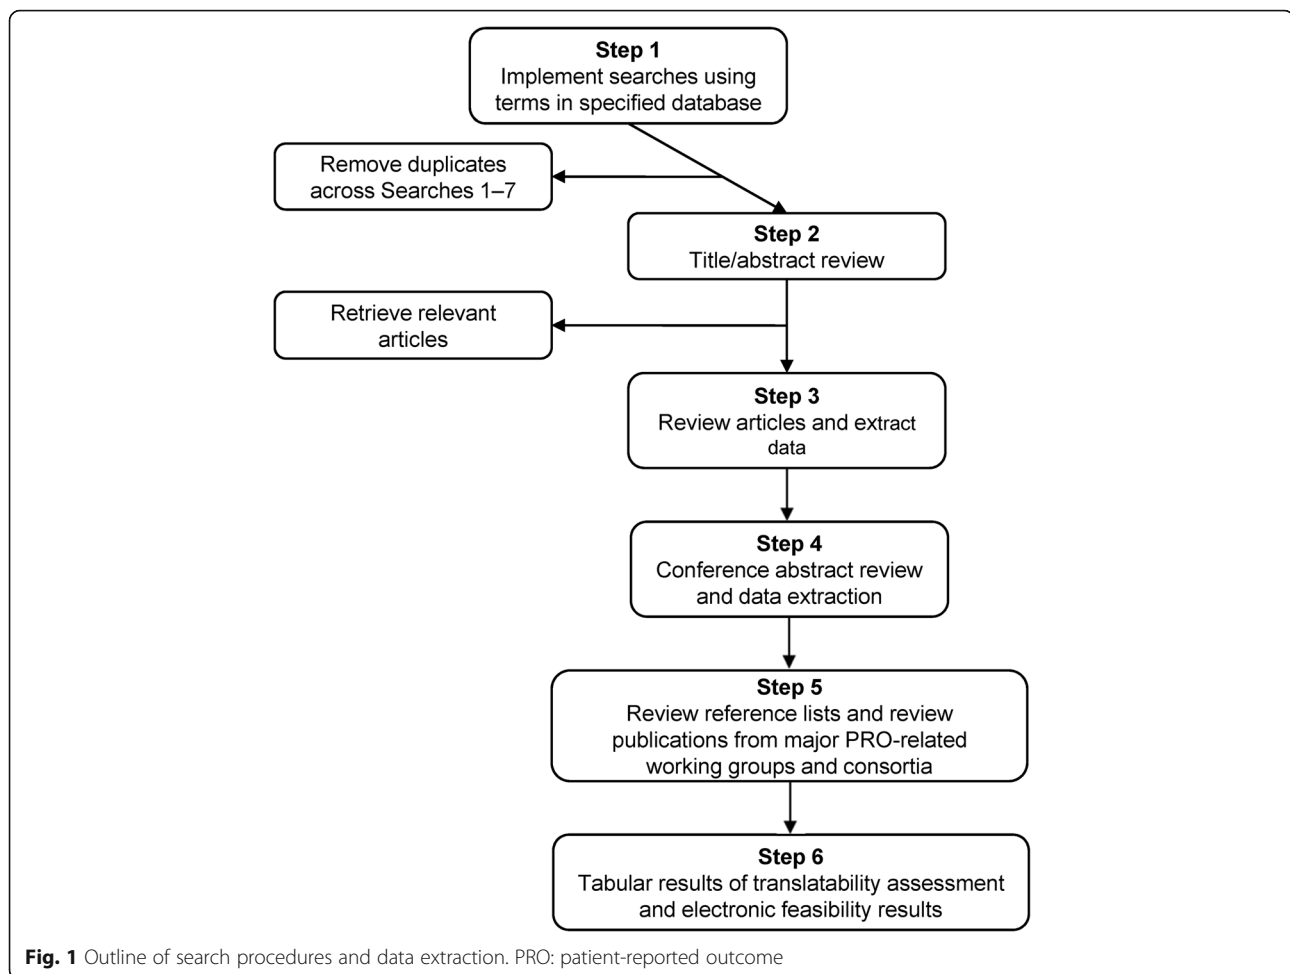 Step 1
Implement searches using
terms in specified database
Remove duplicates
across Searches 1–7
Step 2
Title/abstract review
Retrieve relevant
articles
Step 3
Review articles and extract
data
Step 4
Conference abstract review
and data extraction
Step 5
Review reference lists and review
publications from major PRO-related
working groups and consortia
Step 6
Tabular results of translatability assessment
and electronic feasibility results
Fig. 1 Outline of search procedures and data extraction. PRO: patient-reported outcome